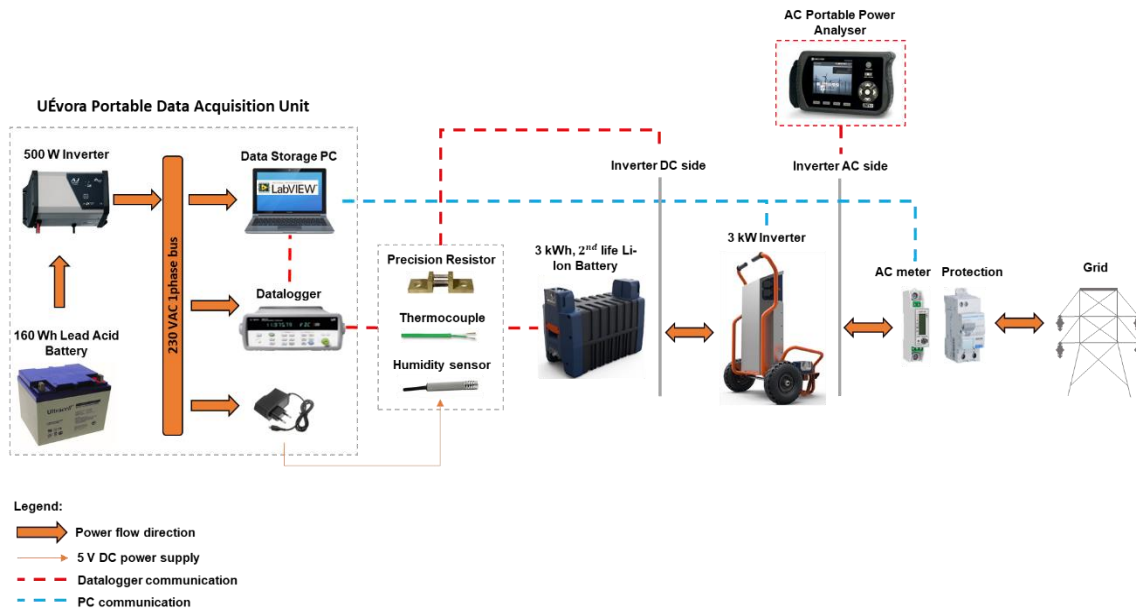 AC Portable Power
Analyser
UÉvora Portable Data Acquisition Unit
500 W Inverter
Data Storage PC
LabVIEW
Inverter DC side
Inverter AC side
230 VAC 1phase bus
Precision Resistor
3 kWh, 2nd life Li-
Ion Battery
3 kW Inverter
AC meter
Protection
Grid
Datalogger
Thermocouple
160 Wh Lead Acid
Battery
Humidity sensor
Ultracell
Legend:
Power flow direction
5 V DC power supply
Datalogger communication
PC communication